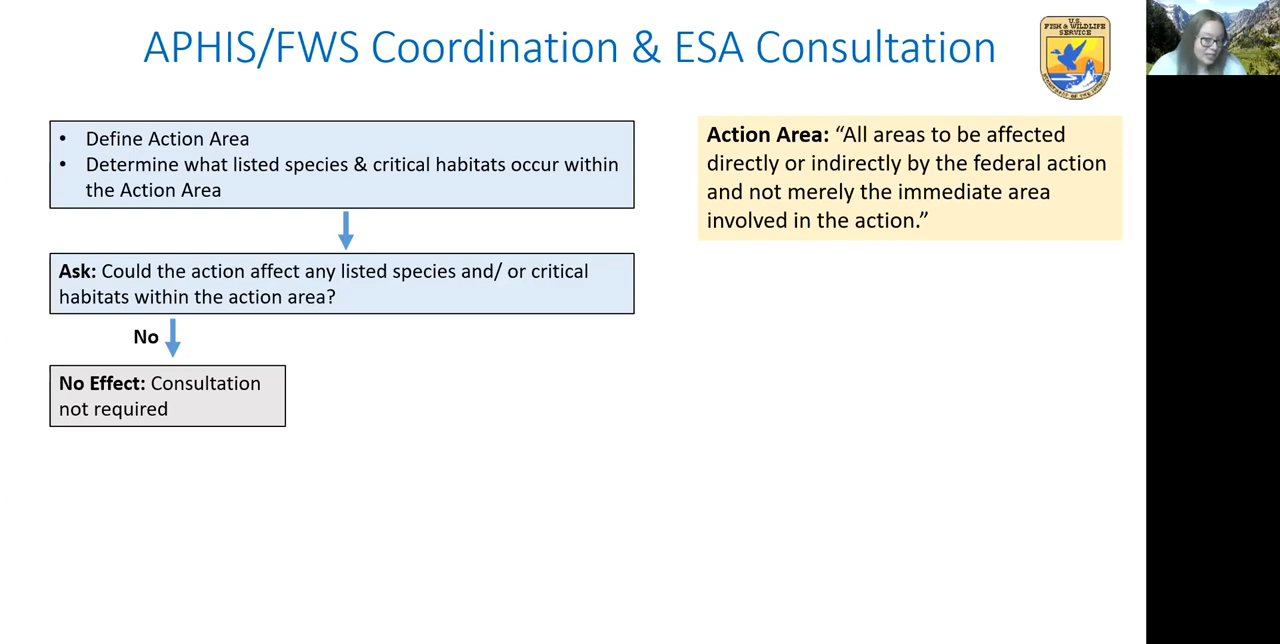 APHIS/FWS Coordination & ESA Consultation
U.S.
FISH & WILDLIFE
SERVICE
• Define Action Area
• Determine what listed species & critical habitats occur within
the Action Area
Ask: Could the action affect any listed species and/ or critical
habitats within the action area?
No
No Effect: Consultation
not required
Action Area: “All areas to be affected
directly or indirectly by the federal action
and not merely the immediate area
involved in the action.”